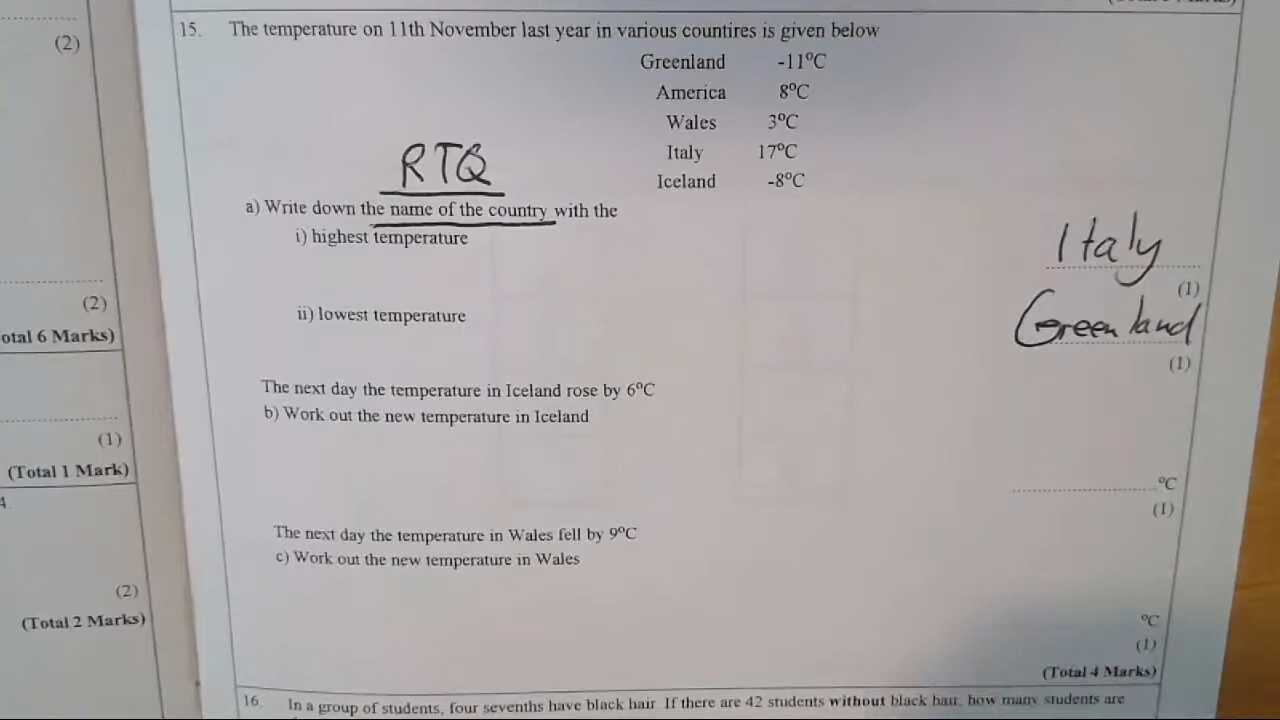 (2)
(2)
otal 6 Marks)
(1)
(Total 1 Mark)
4.
(2)
(Total 2 Marks)
15. The temperature on 11th November last year in various countires is given below
Greenland -11°C
America 8°C
Wales 3°C
Italy 17°C
Iceland -8°C
RTQ
a) Write down the name of the country with the
i) highest temperature
Italy
(1)
ii) lowest temperature
Greenland
(1)
The next day the temperature in Iceland rose by 6°C
b) Work out the new temperature in Iceland
°C
(1)
The next day the temperature in Wales fell by 9°C
c) Work out the new temperature in Wales
°C
(1)
(Total 4 Marks)
16. In a group of students, four sevenths have black hair. If there are 42 students without black hair, how many students are